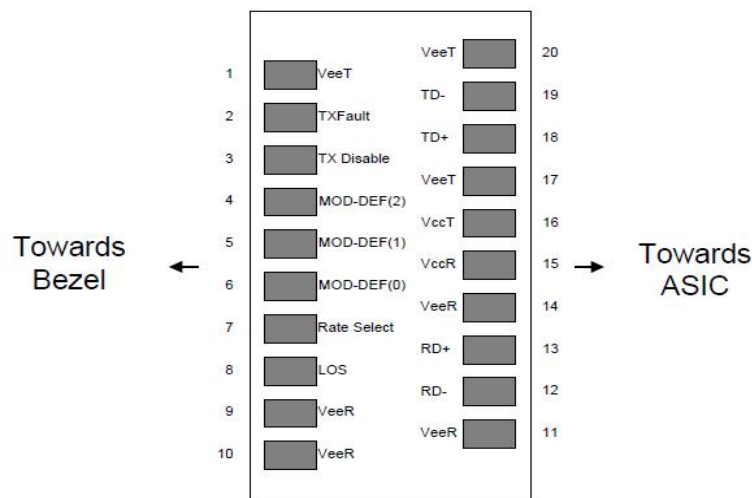 1 VeeT
2 TXFault
3 TX Disable
4 MOD-DEF(2)
5 MOD-DEF(1)
6 MOD-DEF(0)
7 Rate Select
8 LOS
9 VeeR
10 VeeR
VeeT 20
TD- 19
TD+ 18
VeeT 17
VccT 16
VccR 15
VeeR 14
RD+ 13
RD- 12
VeeR 11
Towards
Bezel
Towards
ASIC